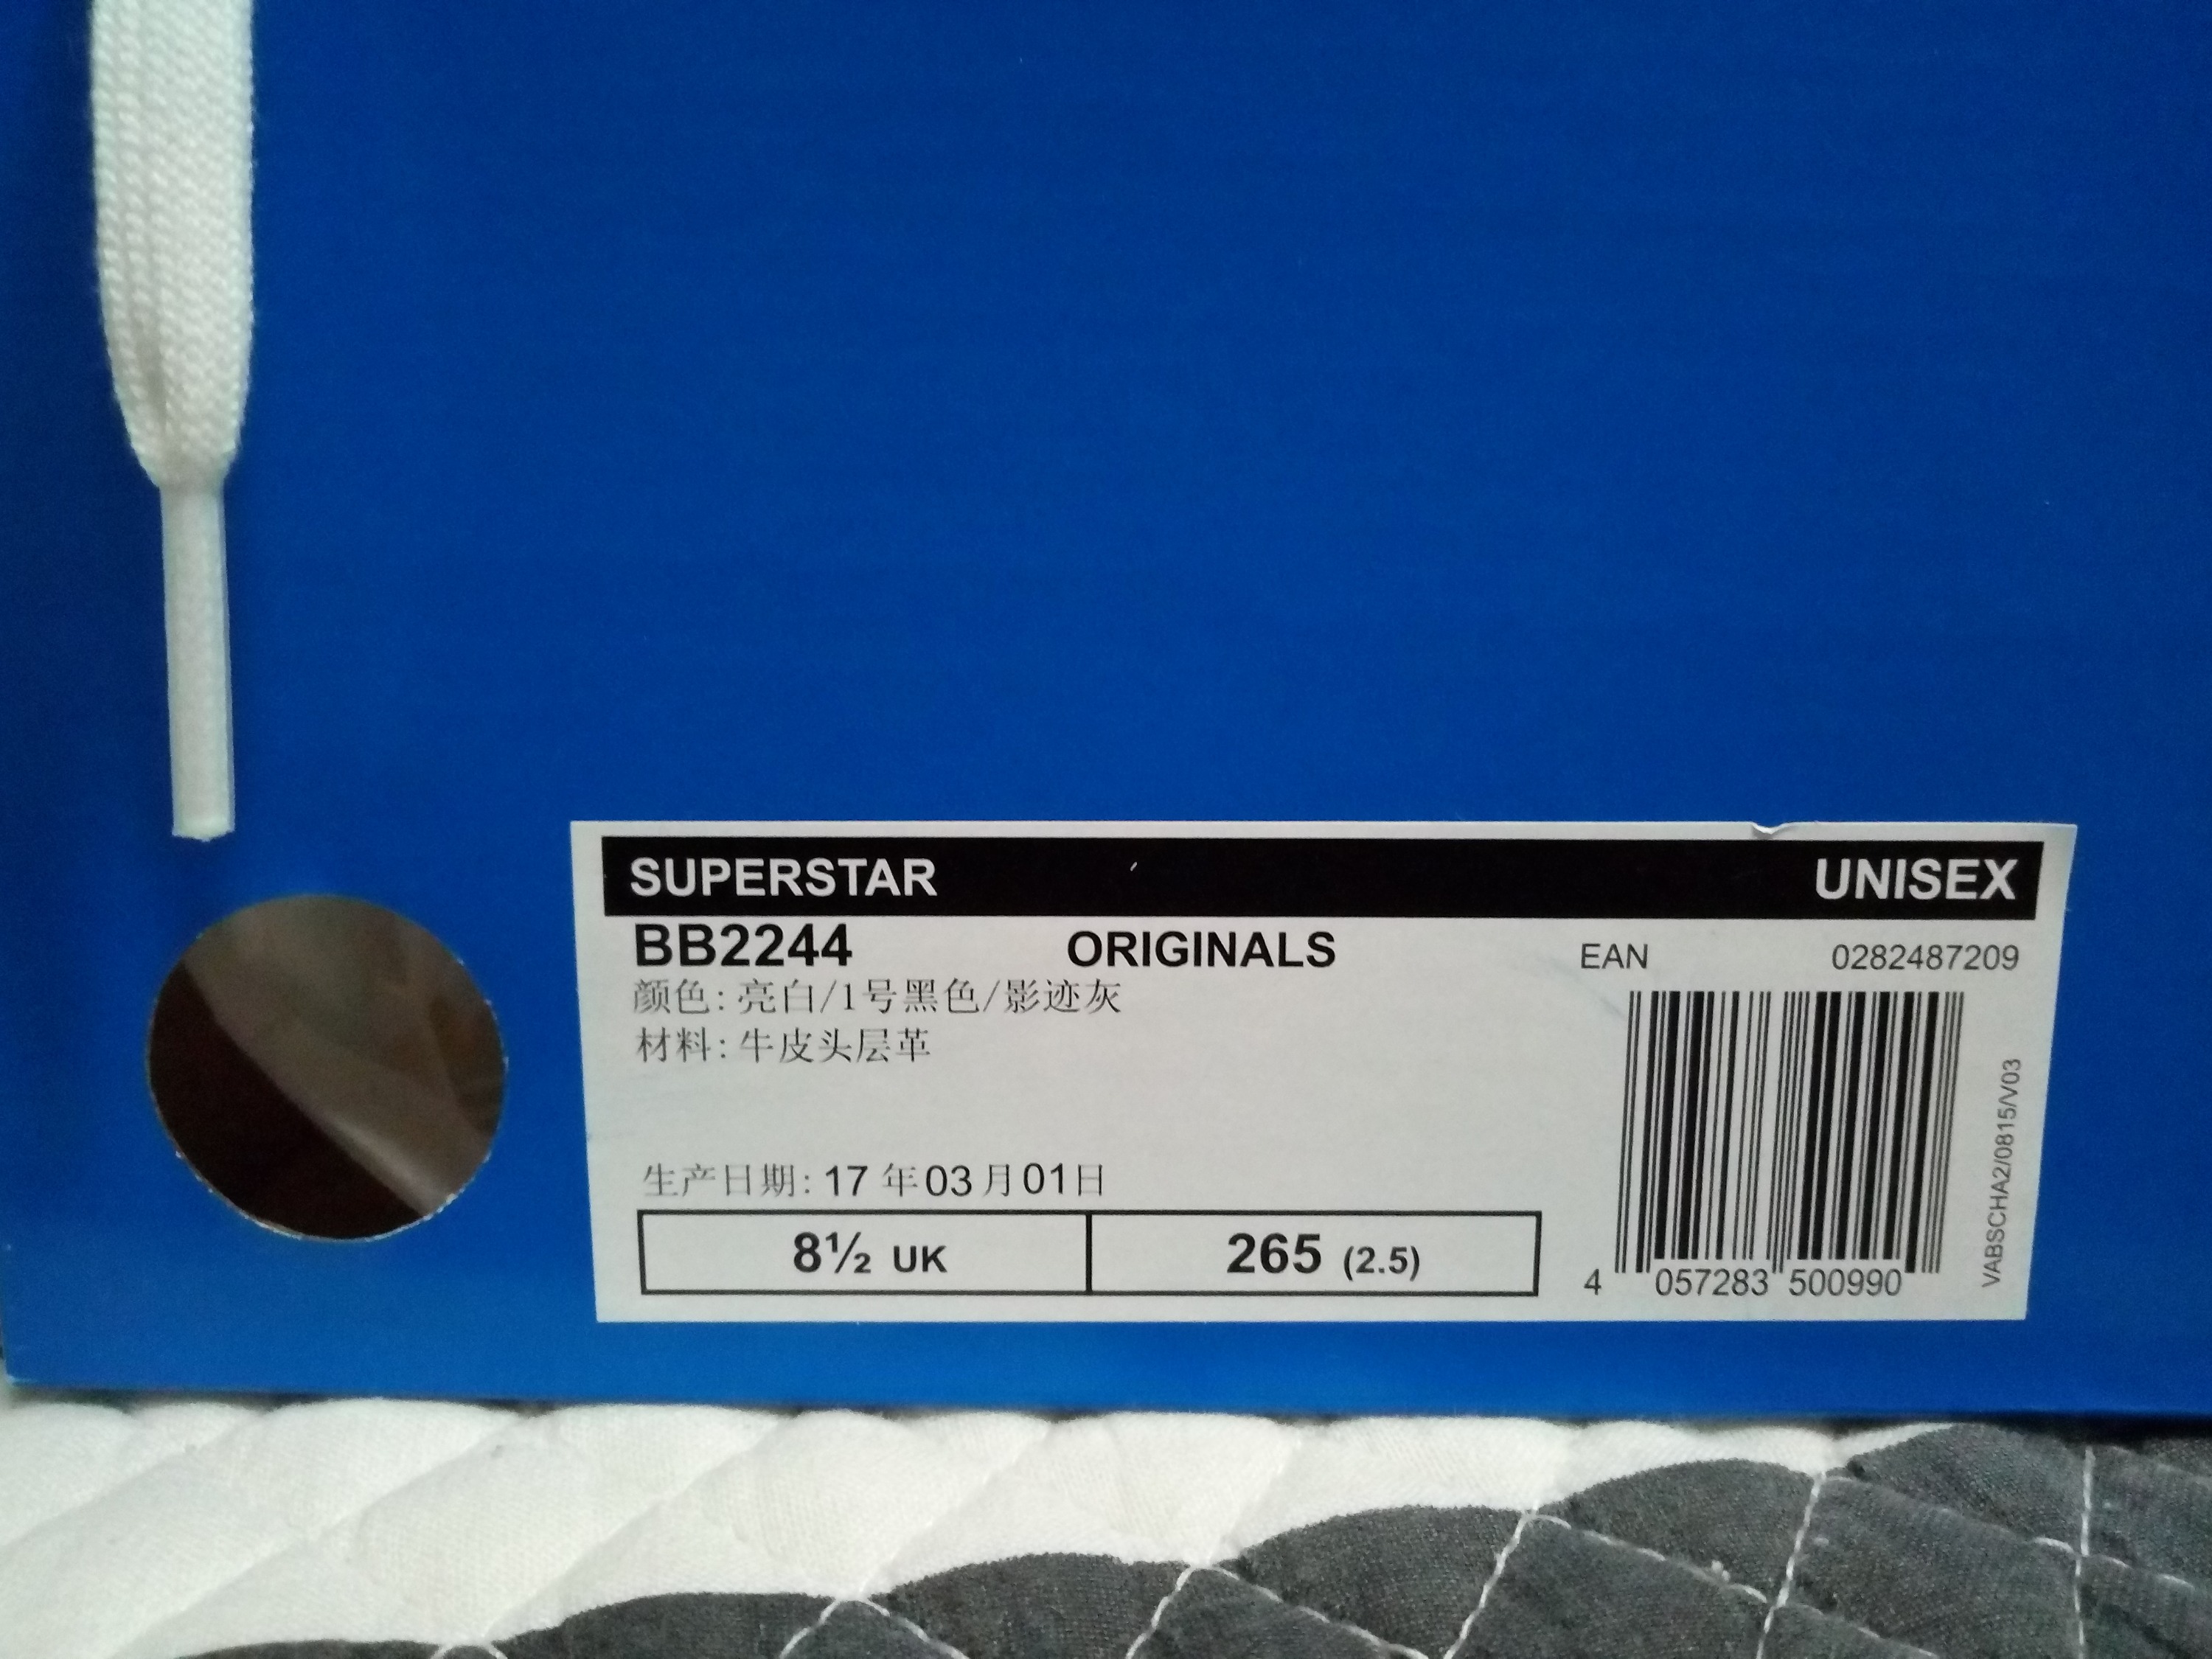 SUPERSTAR UNISEX
BB2244 ORIGINALS EAN 0282487209
颜色: 亮白/1号黑色/影迹灰
材料: 牛皮头层革
生产日期: 17 年 03 月 01 日
8½ UK 265 (2.5)
4 057283 500990
VABSCHA2/0815/V03